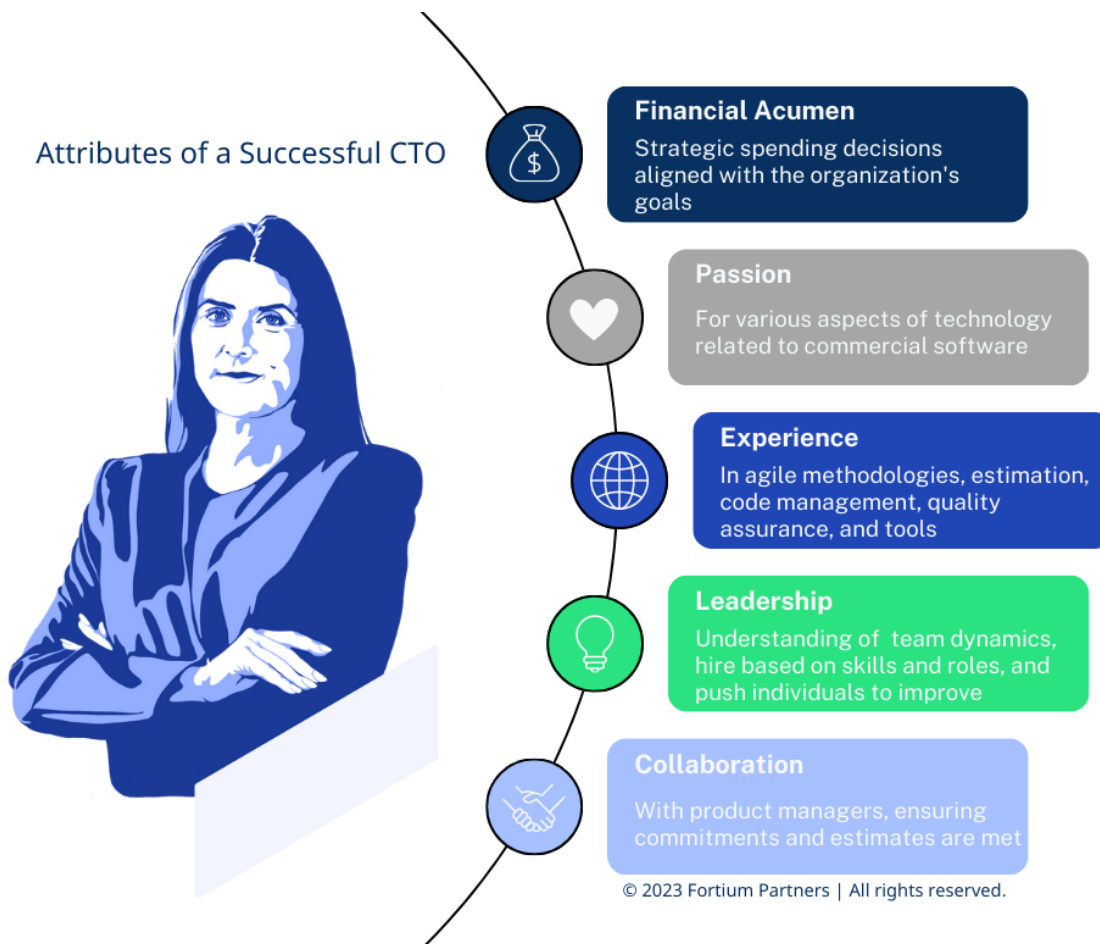 Attributes of a Successful CTO
Financial Acumen
Strategic spending decisions
aligned with the organization's
goals
Passion
For various aspects of technology
related to commercial software
Experience
In agile methodologies, estimation,
code management, quality
assurance, and tools
Leadership
Understanding of  team dynamics,
hire based on skills and roles, and
push individuals to improve
Collaboration
With product managers, ensuring
commitments and estimates are met
© 2023 Fortium Partners | All rights reserved.